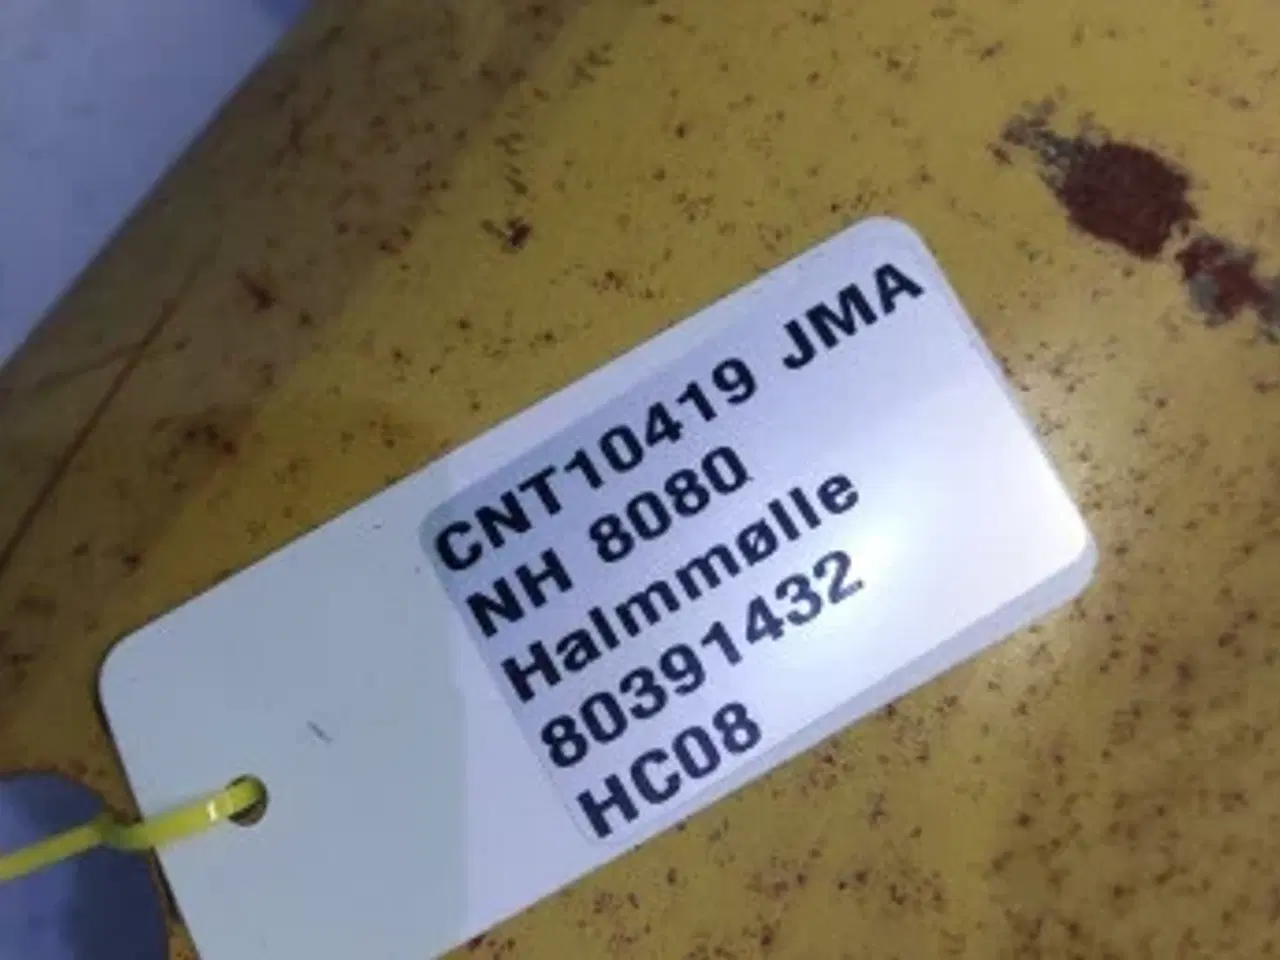 CNT10419 JMA
NH 8080
Halmmølle
80391432
HC08